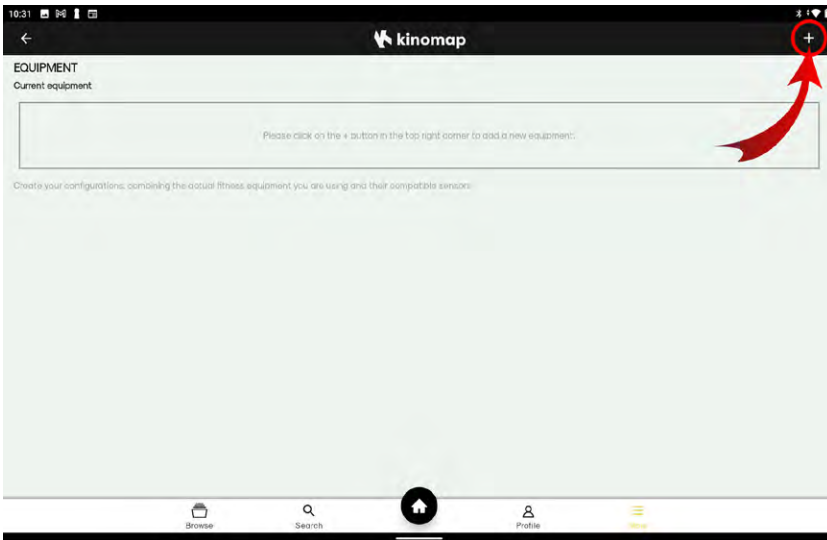 10:31
kinomap
EQUIPMENT
Current equipment
Please click on the + button in the top right corner to add a new equipment.
Create your configurations, combining the actual fitness equipment you are using and their compatible sensors
Browse
Search
Profile
More